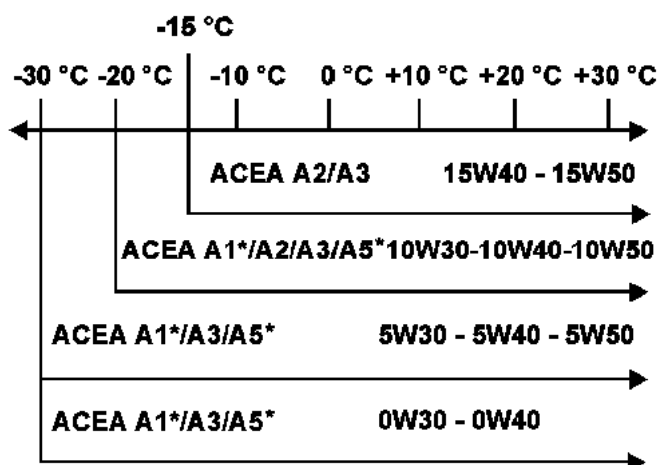 -15 °C
-30 °C -20 °C -10 °C 0 °C +10 °C +20 °C +30 °C
ACEA A2/A3 15W40 - 15W50
ACEA A1*/A2/A3/A5* 10W30-10W40-10W50
ACEA A1*/A3/A5* 5W30 - 5W40 - 5W50
ACEA A1*/A3/A5* 0W30 - 0W40